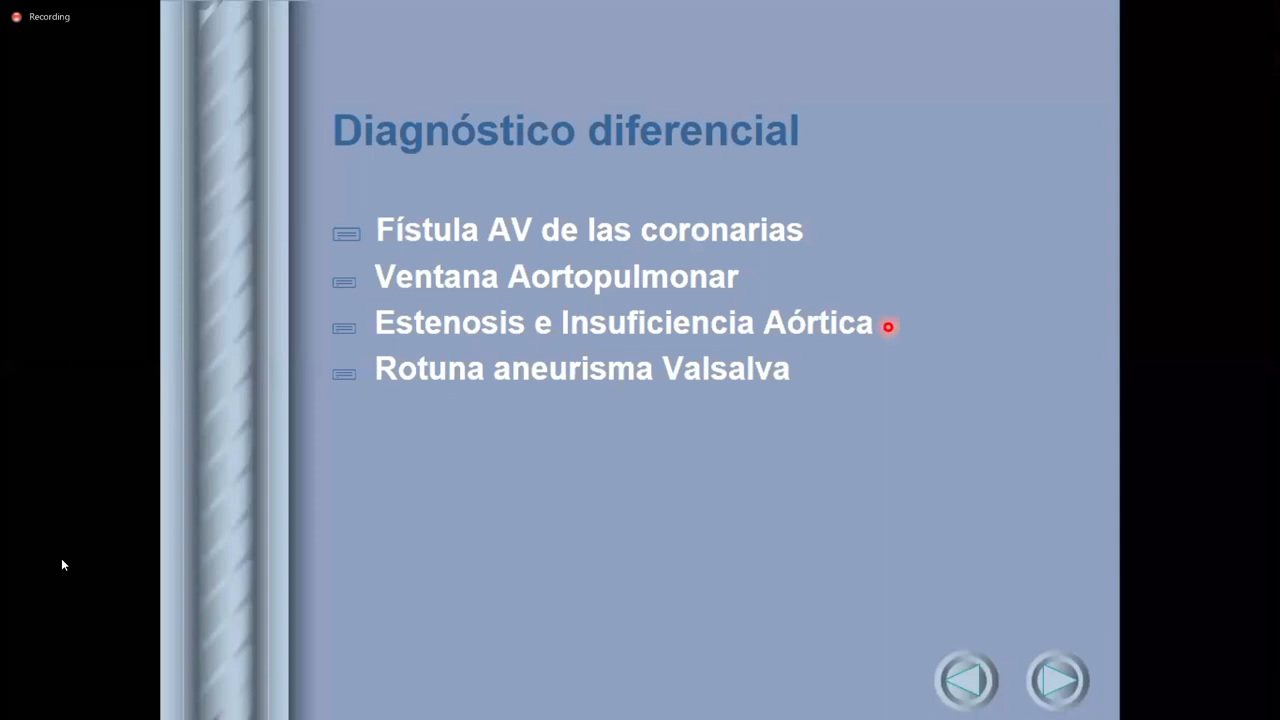 Recording
Diagnóstico diferencial
Fístula AV de las coronarias
Ventana Aortopulmonar
Estenosis e Insuficiencia Aórtica
Rotuna aneurisma Valsalva